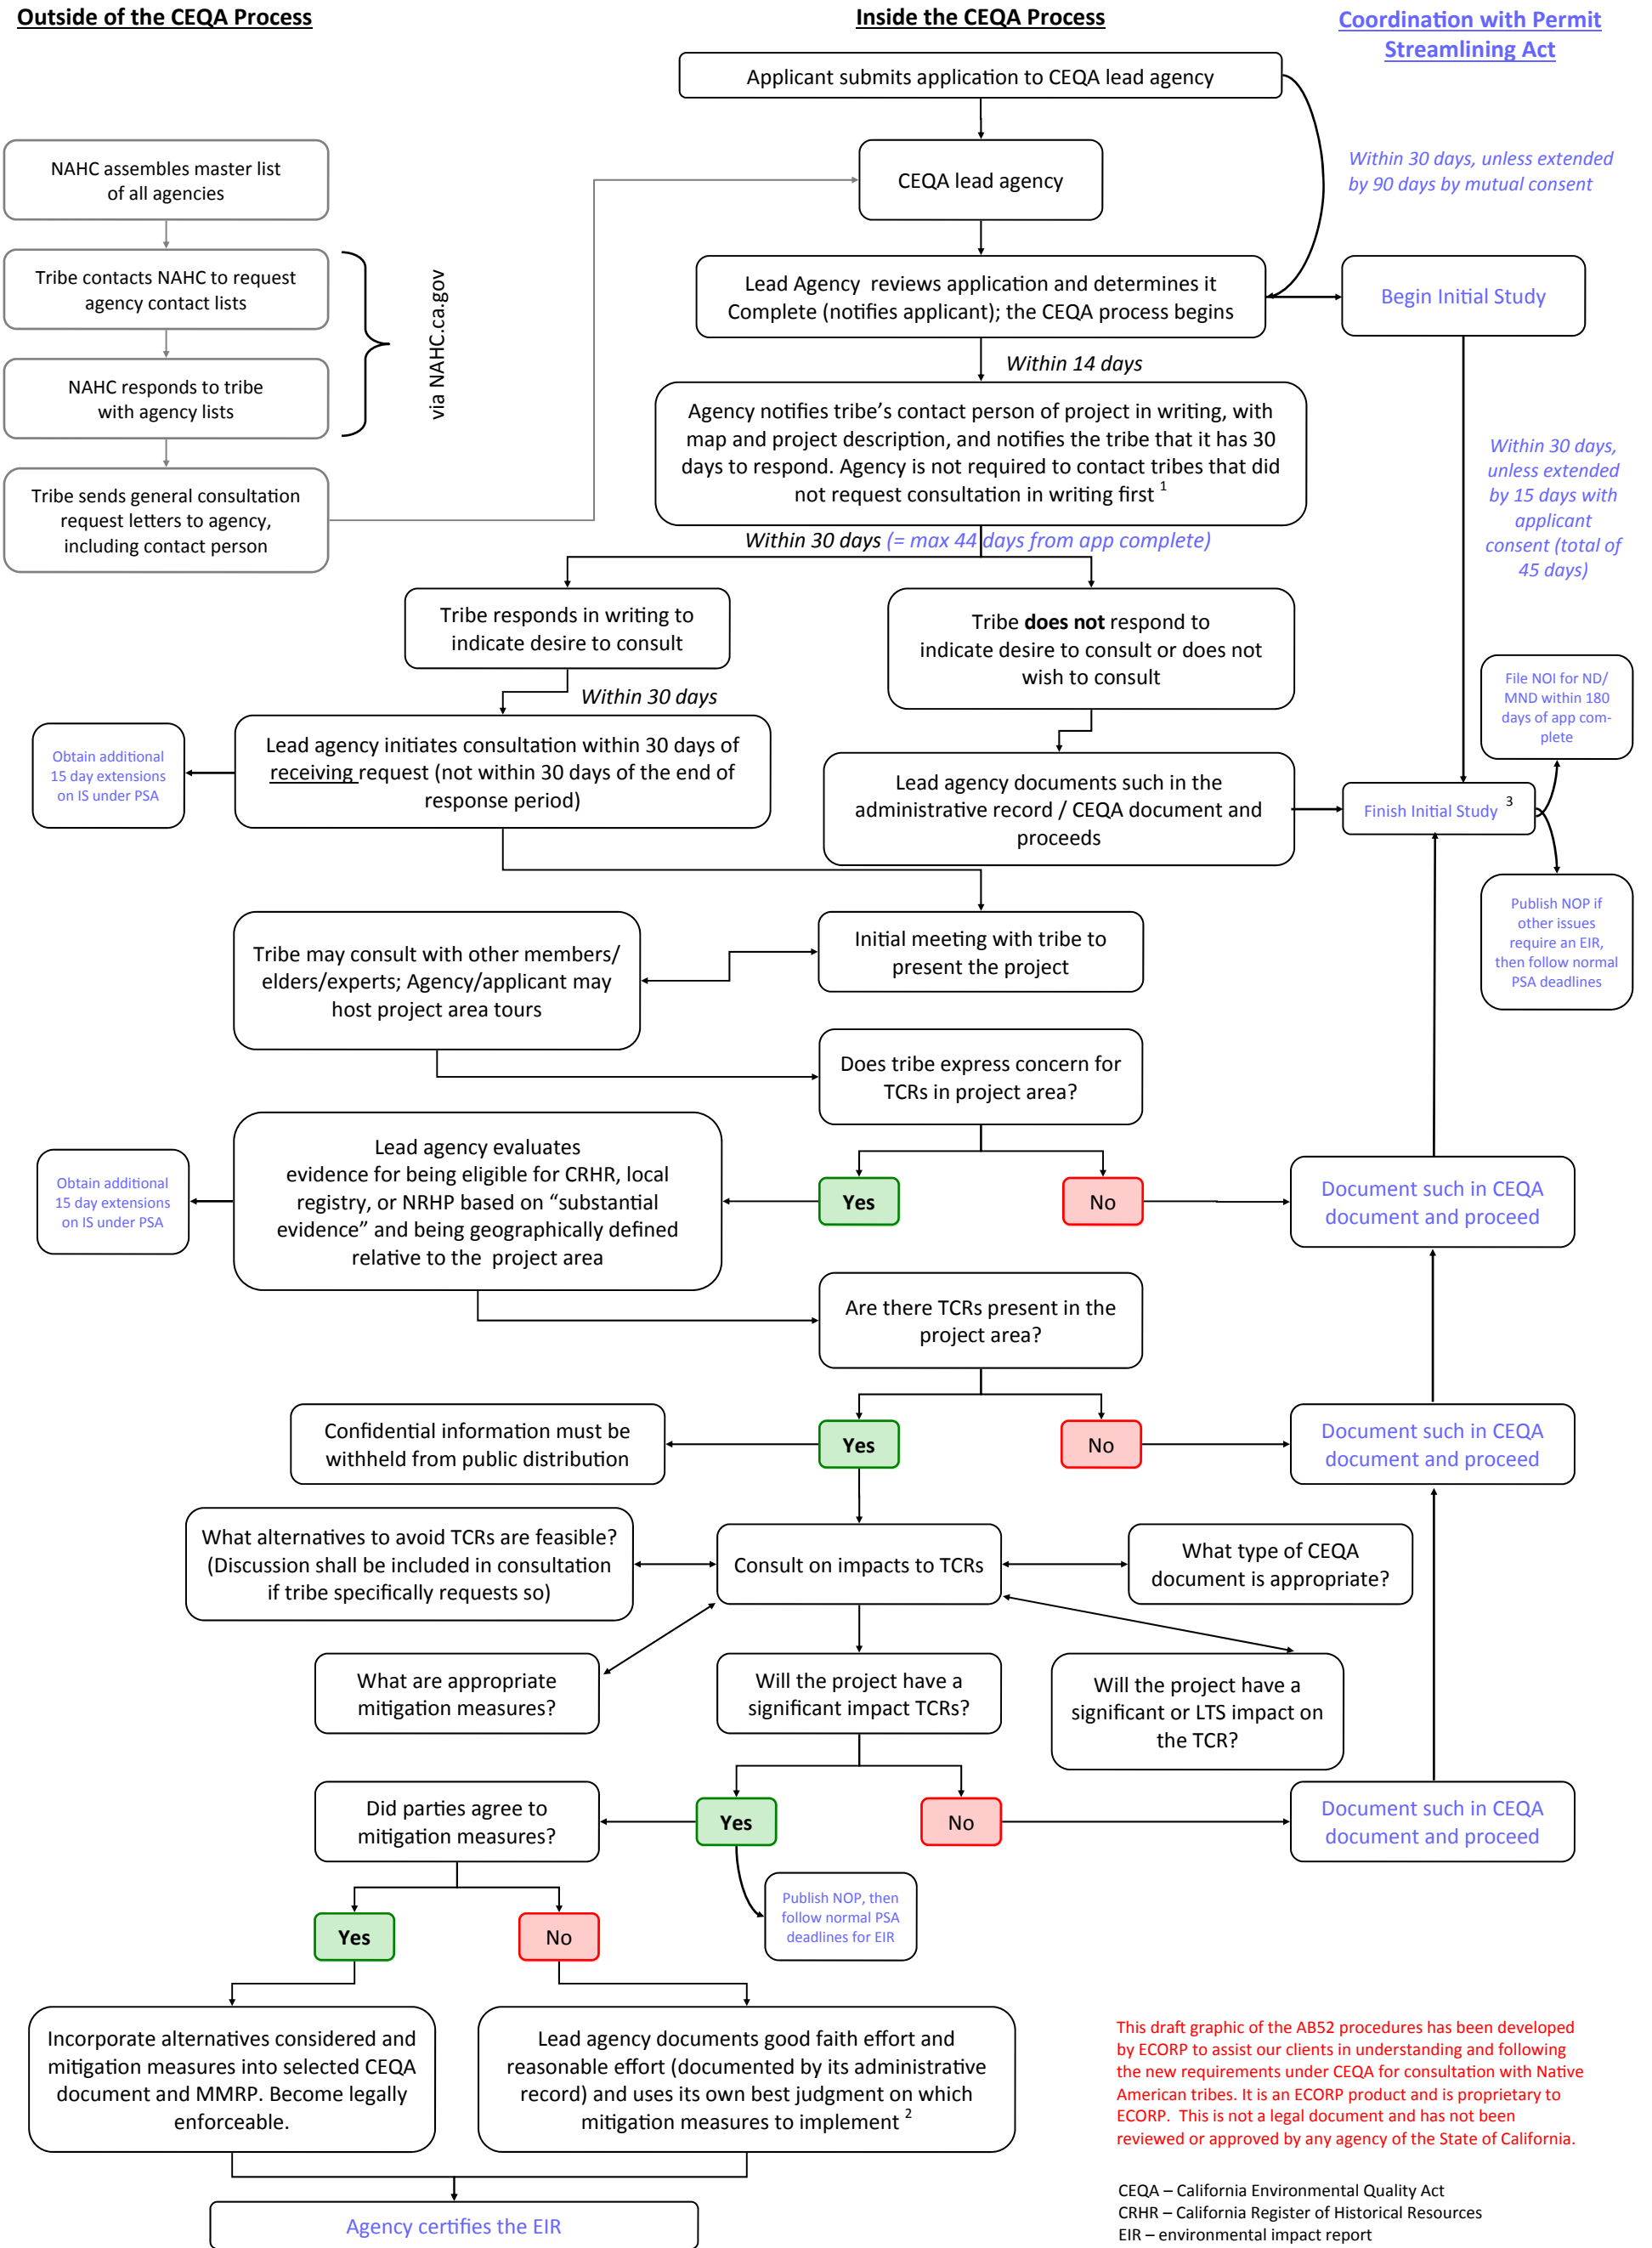 Outside of the CEQA Process
Inside the CEQA Process
Coordination with Permit
Streamlining Act
Applicant submits application to CEQA lead agency
Within 30 days, unless extended
by 90 days by mutual consent
NAHC assembles master list
of all agencies
CEQA lead agency
Tribe contacts NAHC to request
agency contact lists
via NAHC.ca.gov
Lead Agency reviews application and determines it
Complete (notifies applicant); the CEQA process begins
Begin Initial Study
Within 14 days
NAHC responds to tribe
with agency lists
Agency notifies tribe’s contact person of project in writing, with
map and project description, and notifies the tribe that it has 30
days to respond. Agency is not required to contact tribes that did
not request consultation in writing first 1
Within 30 days,
unless extended
by 15 days with
applicant
consent (total of
45 days)
Tribe sends general consultation
request letters to agency,
including contact person
Within 30 days (= max 44 days from app complete)
Tribe responds in writing to
indicate desire to consult
Tribe does not respond to
indicate desire to consult or does not
wish to consult
Within 30 days
File NOI for ND/
MND within 180
days of app com-
plete
Obtain additional
15 day extensions
on IS under PSA
Lead agency initiates consultation within 30 days of
receiving request (not within 30 days of the end of
response period)
Lead agency documents such in the
administrative record / CEQA document and
proceeds
Finish Initial Study 3
Publish NOP if
other issues
require an EIR,
then follow normal
PSA deadlines
Tribe may consult with other members/
elders/experts; Agency/applicant may
host project area tours
Initial meeting with tribe to
present the project
Does tribe express concern for
TCRs in project area?
Obtain additional
15 day extensions
on IS under PSA
Lead agency evaluates
evidence for being eligible for CRHR, local
registry, or NRHP based on “substantial
evidence” and being geographically defined
relative to the project area
Yes
No
Document such in CEQA
document and proceed
Are there TCRs present in the
project area?
Confidential information must be
withheld from public distribution
Yes
No
Document such in CEQA
document and proceed
What alternatives to avoid TCRs are feasible?
(Discussion shall be included in consultation
if tribe specifically requests so)
Consult on impacts to TCRs
What type of CEQA
document is appropriate?
What are appropriate
mitigation measures?
Will the project have a
significant impact TCRs?
Will the project have a
significant or LTS impact on
the TCR?
Did parties agree to
mitigation measures?
Yes
No
Document such in CEQA
document and proceed
Publish NOP, then
follow normal PSA
deadlines for EIR
Yes
No
Incorporate alternatives considered and
mitigation measures into selected CEQA
document and MMRP. Become legally
enforceable.
Lead agency documents good faith effort and
reasonable effort (documented by its administrative
record) and uses its own best judgment on which
mitigation measures to implement 2
This draft graphic of the AB52 procedures has been developed
by ECORP to assist our clients in understanding and following
the new requirements under CEQA for consultation with Native
American tribes. It is an ECORP product and is proprietary to
ECORP. This is not a legal document and has not been
reviewed or approved by any agency of the State of California.
Agency certifies the EIR
CEQA – California Environmental Quality Act
CRHR – California Register of Historical Resources
EIR – environmental impact report